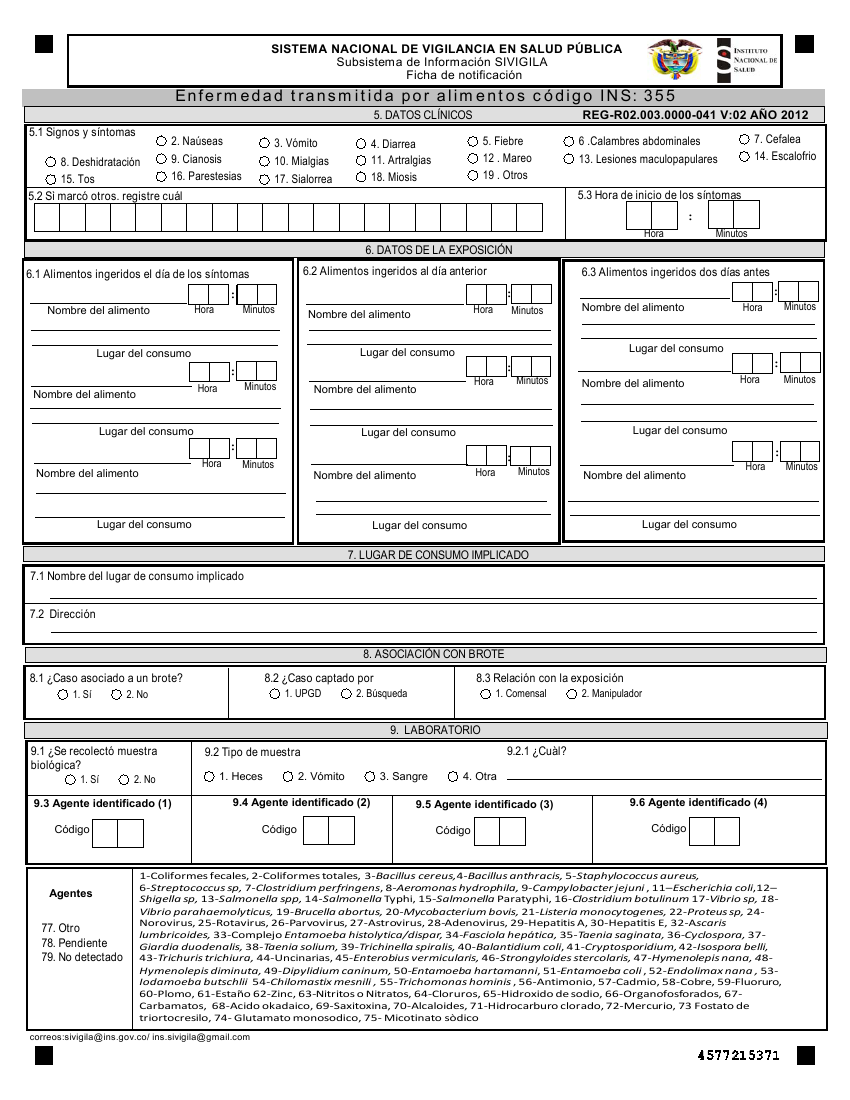 SISTEMA NACIONAL DE VIGILANCIA EN SALUD PÚBLICA
Subsistema de Información SIVIGILA
Ficha de notificación
INSTITUTO
NACIONAL DE
SALUD
Enfermedad transmitida por alimentos código INS: 355
5. DATOS CLÍNICOS REG-R02.003.0000-041 V:02 AÑO 2012
5.1 Signos y síntomas
2. Naúseas 3. Vómito 4. Diarrea 5. Fiebre 6 .Calambres abdominales 7. Cefalea
8. Deshidratación 9. Cianosis 10. Mialgias 11. Artralgias 12 . Mareo 13. Lesiones maculopapulares 14. Escalofrio
15. Tos 16. Parestesias 17. Sialorrea 18. Miosis 19 . Otros
5.2 Si marcó otros. registre cuál 5.3 Hora de inicio de los síntomas
:
Hora Minutos
6. DATOS DE LA EXPOSICIÓN
6.1 Alimentos ingeridos el día de los síntomas
:
Nombre del alimento Hora Minutos
Lugar del consumo
:
Nombre del alimento Hora Minutos
Lugar del consumo
:
Nombre del alimento Hora Minutos
Lugar del consumo
6.2 Alimentos ingeridos al día anterior
:
Nombre del alimento Hora Minutos
Lugar del consumo
:
Nombre del alimento Hora Minutos
Lugar del consumo
:
Nombre del alimento Hora Minutos
Lugar del consumo
6.3 Alimentos ingeridos dos días antes
:
Nombre del alimento Hora Minutos
Lugar del consumo
:
Nombre del alimento Hora Minutos
Lugar del consumo
:
Nombre del alimento Hora Minutos
Lugar del consumo
7. LUGAR DE CONSUMO IMPLICADO
7.1 Nombre del lugar de consumo implicado
7.2 Dirección
8. ASOCIACIÓN CON BROTE
8.1 ¿Caso asociado a un brote? 8.2 ¿Caso captado por 8.3 Relación con la exposición
1. Sí 2. No 1. UPGD 2. Búsqueda 1. Comensal 2. Manipulador
9. LABORATORIO
9.1 ¿Se recolectó muestra
biológica?
1. Sí 2. No
9.2 Tipo de muestra 9.2.1 ¿Cuàl?
1. Heces 2. Vómito 3. Sangre 4. Otra
9.3 Agente identificado (1) 9.4 Agente identificado (2) 9.5 Agente identificado (3) 9.6 Agente identificado (4)
Código Código Código Código
Agentes
77. Otro
78. Pendiente
79. No detectado
1-Coliformes fecales, 2-Coliformes totales, 3-Bacillus cereus,4-Bacillus anthracis, 5-Staphylococcus aureus,
6-Streptococcus sp, 7-Clostridium perfringens, 8-Aeromonas hydrophila, 9-Campylobacter jejuni , 11–Escherichia coli,12–
Shigella sp, 13-Salmonella spp, 14-Salmonella Typhi, 15-Salmonella Paratyphi, 16-Clostridium botulinum 17-Vibrio sp, 18-
Vibrio parahaemolyticus, 19-Brucella abortus, 20-Mycobacterium bovis, 21-Listeria monocytogenes, 22-Proteus sp, 24-
Norovirus, 25-Rotavirus, 26-Parvovirus, 27-Astrovirus, 28-Adenovirus, 29-Hepatitis A, 30-Hepatitis E, 32-Ascaris
lumbricoides, 33-Complejo Entamoeba histolytica/dispar, 34-Fasciola hepática, 35-Taenia saginata, 36-Cyclospora, 37-
Giardia duodenalis, 38-Taenia solium, 39-Trichinella spiralis, 40-Balantidium coli, 41-Cryptosporidium, 42-Isospora belli,
43-Trichuris trichiura, 44-Uncinarias, 45-Enterobius vermicularis, 46-Strongyloides stercolaris, 47-Hymenolepis nana, 48-
Hymenolepis diminuta, 49-Dipylidium caninum, 50-Entamoeba hartamanni, 51-Entamoeba coli , 52-Endolimax nana , 53-
Iodamoeba butschlii 54-Chilomastix mesnili , 55-Trichomonas hominis , 56-Antimonio, 57-Cadmio, 58-Cobre, 59-Fluoruro,
60-Plomo, 61-Estaño 62-Zinc, 63-Nitritos o Nitratos, 64-Cloruros, 65-Hidroxido de sodio, 66-Organofosforados, 67-
Carbamatos, 68-Acido okadaico, 69-Saxitoxina, 70-Alcaloides, 71-Hidrocarburo clorado, 72-Mercurio, 73 Fostato de
triortocresilo, 74- Glutamato monosodico, 75- Micotinato sòdico
correos:sivigila@ins.gov.co/ ins.sivigila@gmail.com
4577215371